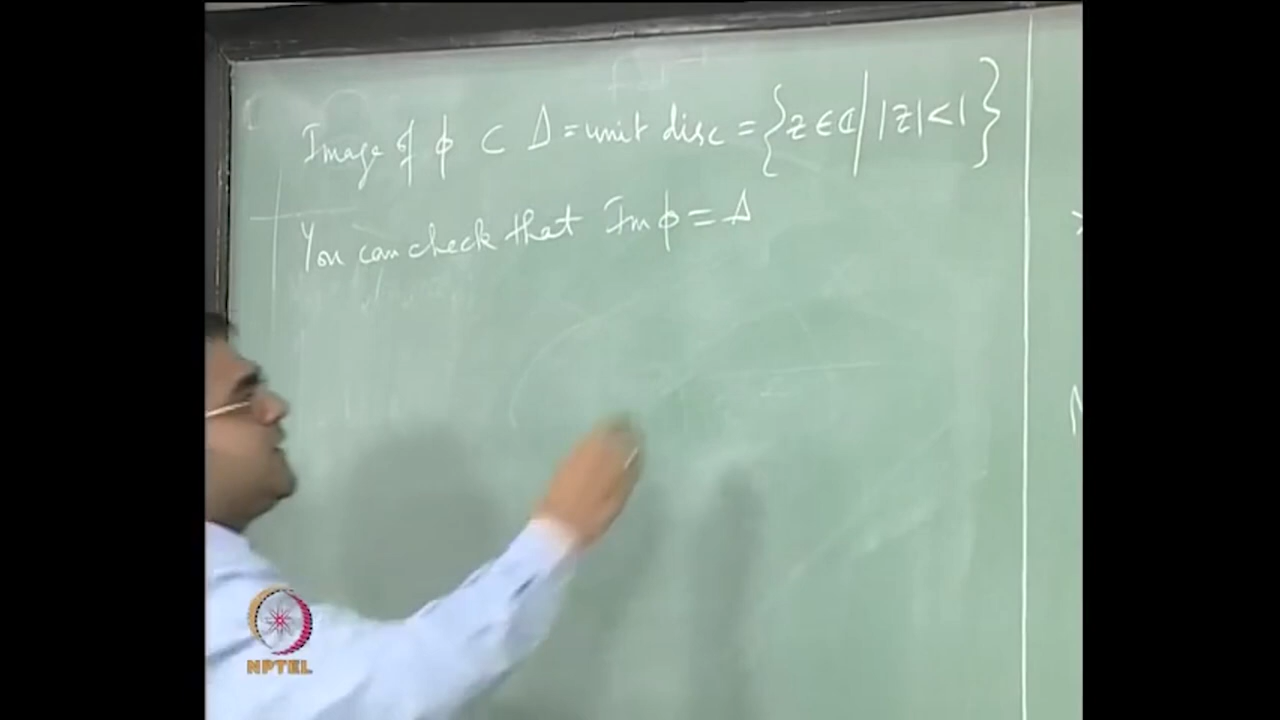 Image of φ ⊂ Δ = unit disc = {z ∈ ℂ / |z| < 1}
You can check that Im φ = Δ
NPTEL